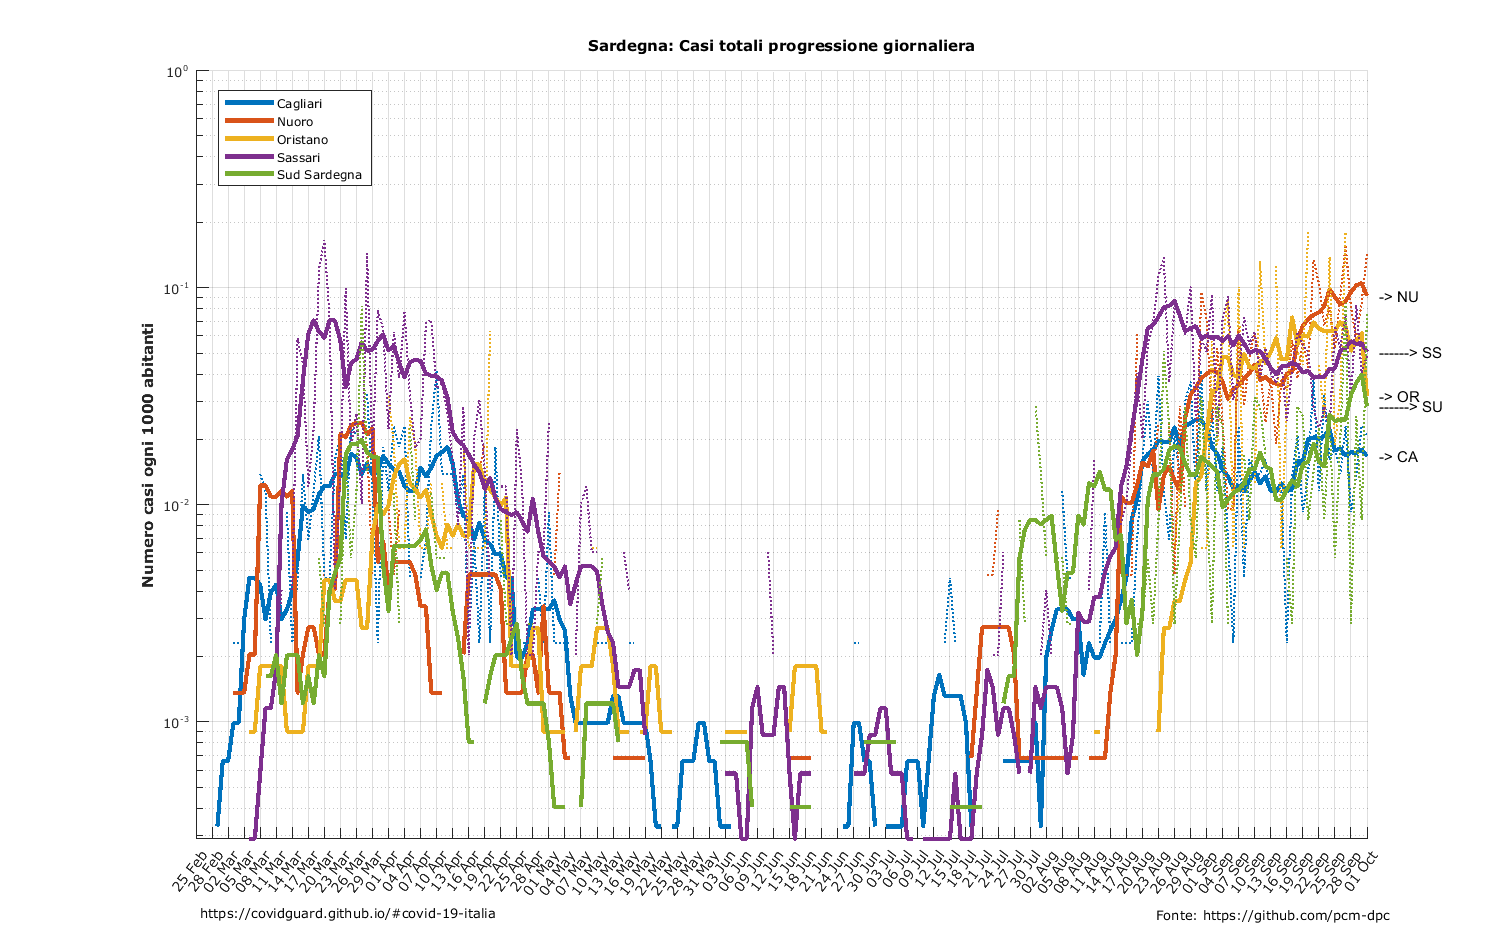 Sardegna: Casi totali progressione giornaliera
Numero casi ogni 1000 abitanti
10⁰
10⁻¹
10⁻²
10⁻³
Cagliari
Nuoro
Oristano
Sassari
Sud Sardegna
-> NU
------> SS
-> OR
------> SU
-> CA
25 Feb
28 Feb
02 Mar
05 Mar
08 Mar
11 Mar
14 Mar
17 Mar
20 Mar
23 Mar
26 Mar
29 Mar
01 Apr
04 Apr
07 Apr
10 Apr
13 Apr
16 Apr
19 Apr
22 Apr
25 Apr
28 Apr
01 May
04 May
07 May
10 May
13 May
16 May
19 May
22 May
25 May
28 May
31 May
03 Jun
06 Jun
09 Jun
12 Jun
15 Jun
18 Jun
21 Jun
24 Jun
27 Jun
30 Jun
03 Jul
06 Jul
09 Jul
12 Jul
15 Jul
18 Jul
21 Jul
24 Jul
27 Jul
30 Jul
02 Aug
05 Aug
08 Aug
11 Aug
14 Aug
17 Aug
20 Aug
23 Aug
26 Aug
29 Aug
01 Sep
04 Sep
07 Sep
10 Sep
13 Sep
16 Sep
19 Sep
22 Sep
25 Sep
28 Sep
01 Oct
https://covidguard.github.io/#covid-19-italia
Fonte: https://github.com/pcm-dpc